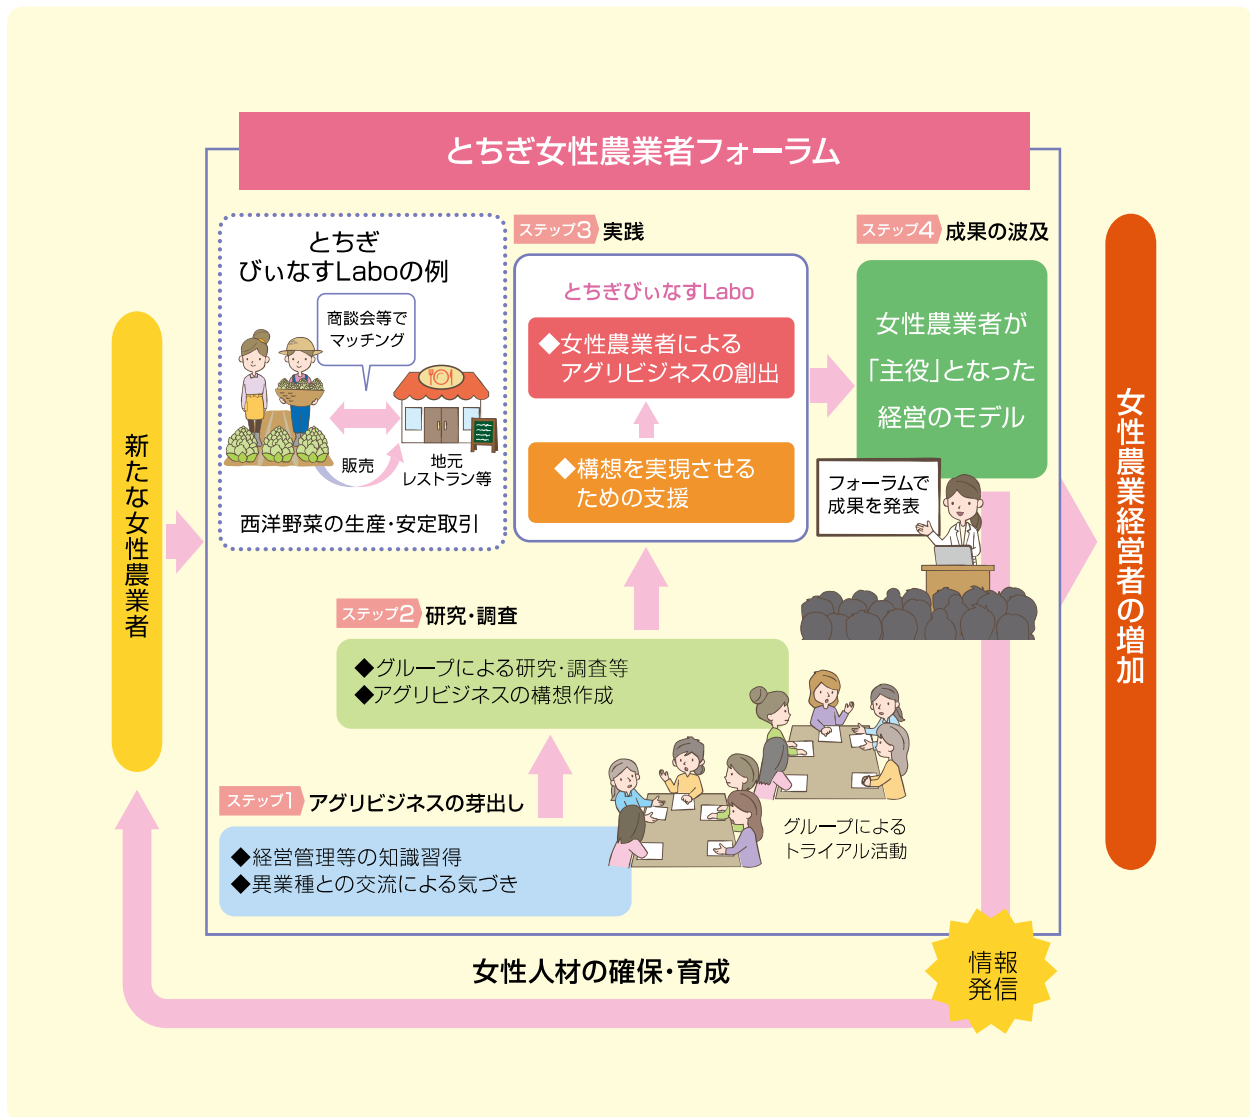 とちぎ女性農業者フォーラム
新たな女性農業者
とちぎ
びぃなすLaboの例
商談会等で
マッチング
販売
地元
レストラン等
西洋野菜の生産・安定取引
ステップ3 実践
とちぎびぃなすLabo
◆女性農業者による
アグリビジネスの創出
◆構想を実現させる
ための支援
ステップ4 成果の波及
女性農業者が
「主役」となった
経営のモデル
フォーラムで
成果を発表
ステップ2 研究・調査
◆グループによる研究・調査等
◆アグリビジネスの構想作成
ステップ1 アグリビジネスの芽出し
◆経営管理等の知識習得
◆異業種との交流による気づき
グループによる
トライアル活動
女性農業経営者の増加
女性人材の確保・育成
情報
発信